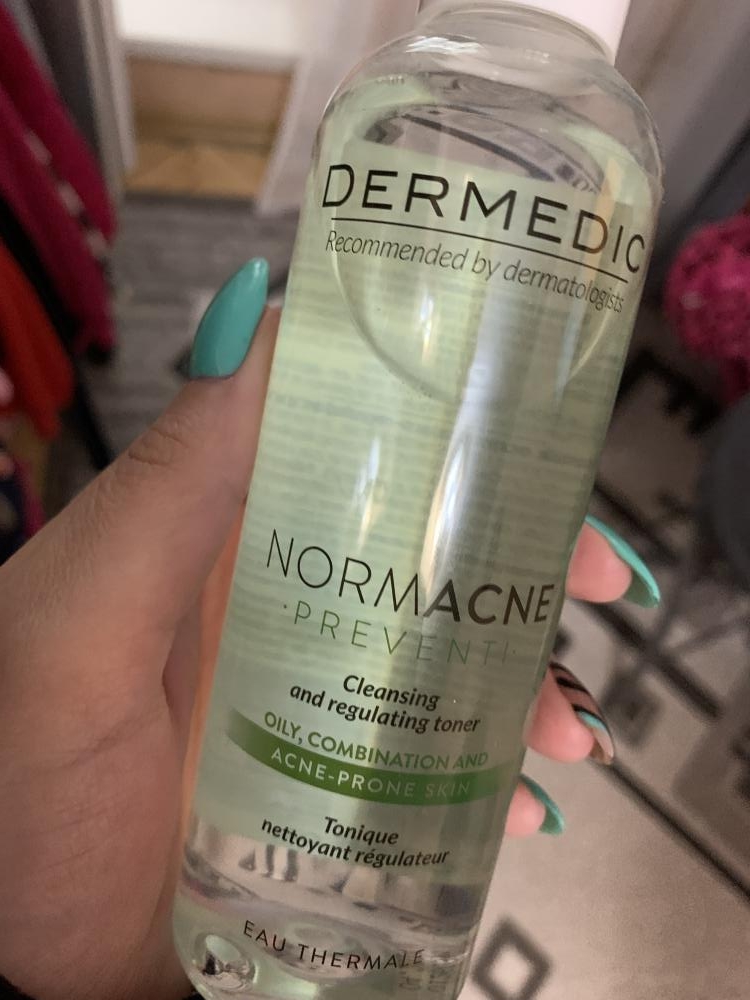 DERMEDIC
Recommended by dermatologists
NORMACNE
·PREVENTI·
Cleansing
and regulating toner
OILY, COMBINATION AND
ACNE-PRONE SKIN
Tonique
nettoyant régulateur
EAU THERMALE